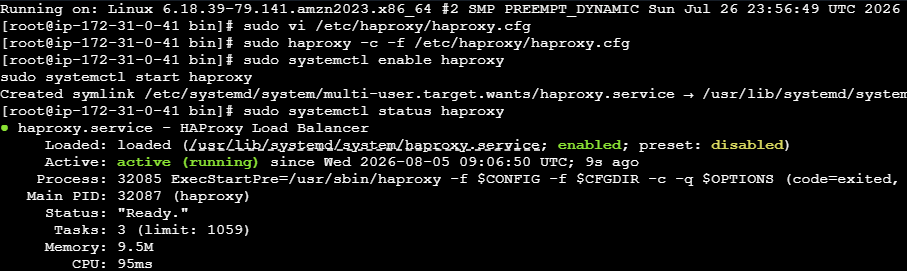 Running on: Linux 6.18.39-79.141.amzn2023.x86_64 #2 SMP PREEMPT_DYNAMIC Sun Jul 26 23:56:49 UTC 2026
[root@ip-172-31-0-41 bin]# sudo vi /etc/haproxy/haproxy.cfg
[root@ip-172-31-0-41 bin]# sudo haproxy -c -f /etc/haproxy/haproxy.cfg
[root@ip-172-31-0-41 bin]# sudo systemctl enable haproxy
sudo systemctl start haproxy
Created symlink /etc/systemd/system/multi-user.target.wants/haproxy.service → /usr/lib/systemd/system
[root@ip-172-31-0-41 bin]# sudo systemctl status haproxy
● haproxy.service - HAProxy Load Balancer
Loaded: loaded (/usr/lib/systemd/system/haproxy.service; enabled; preset: disabled)
Active: active (running) since Wed 2026-08-05 09:06:50 UTC; 9s ago
Process: 32085 ExecStartPre=/usr/sbin/haproxy -f $CONFIG -f $CFGDIR -c -q $OPTIONS (code=exited,
Main PID: 32087 (haproxy)
Status: "Ready."
Tasks: 3 (limit: 1059)
Memory: 9.5M
CPU: 95ms